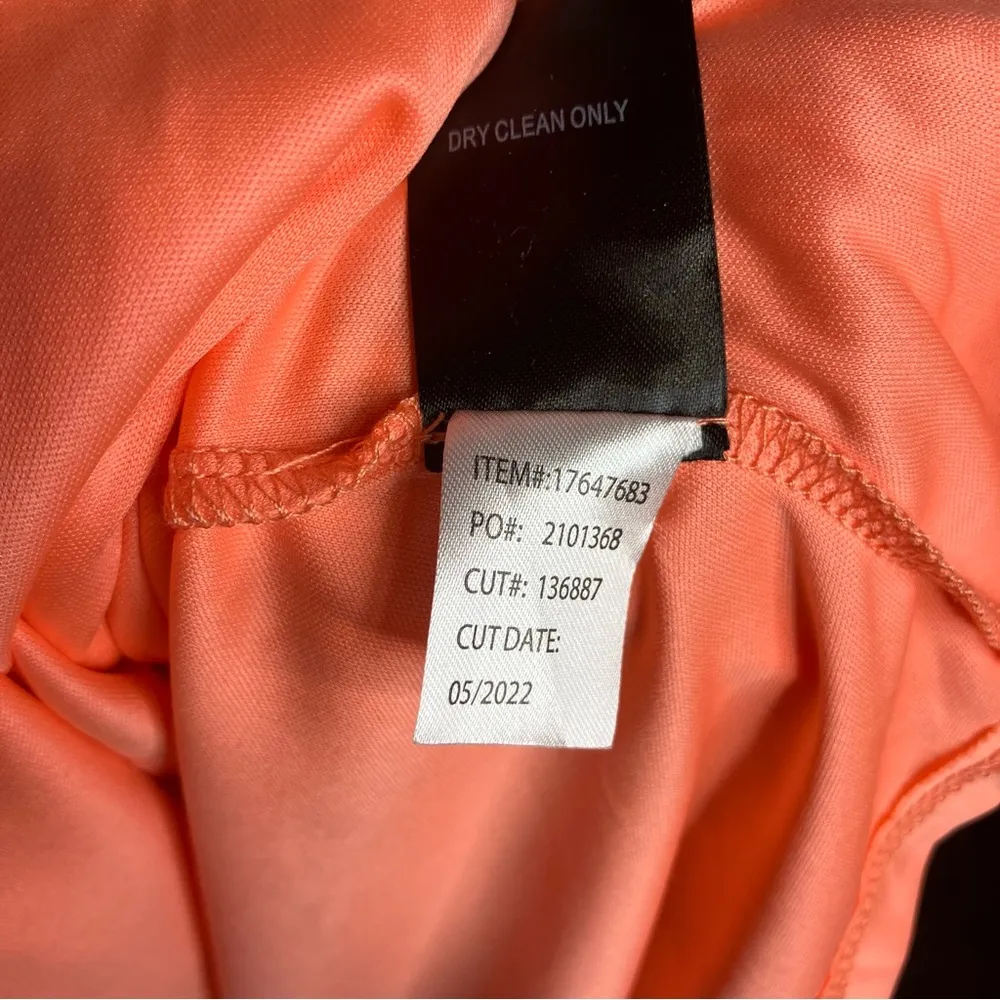 DRY CLEAN ONLY
ITEM#:17647683
PO#: 2101368
CUT#: 136887
CUT DATE:
05/2022